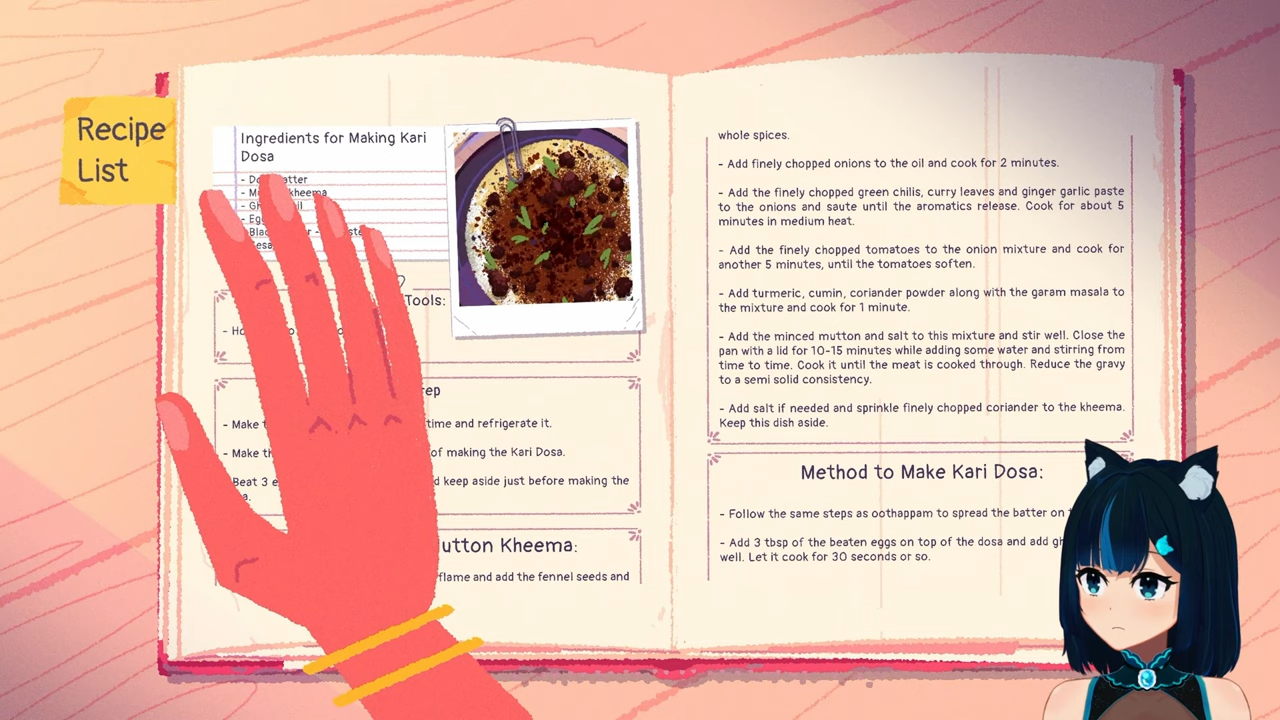 Recipe
List
Ingredients for Making Kari
Dosa
- kheema
Tools:
- Make time and refrigerate it.
- Make of making the Kari Dosa.
- Beat 3 keep aside just before making the
Kheema:
flame and add the fennel seeds and
whole spices.
- Add finely chopped onions to the oil and cook for 2 minutes.
- Add the finely chopped green chilis, curry leaves and ginger garlic paste
to the onions and saute until the aromatics release. Cook for about 5
minutes in medium heat.
- Add the finely chopped tomatoes to the onion mixture and cook for
another 5 minutes, until the tomatoes soften.
- Add turmeric, cumin, coriander powder along with the garam masala to
the mixture and cook for 1 minute.
- Add the minced mutton and salt to this mixture and stir well. Close the
pan with a lid for 10-15 minutes while adding some water and stirring from
time to time. Cook it until the meat is cooked through. Reduce the gravy
to a semi solid consistency.
- Add salt if needed and sprinkle finely chopped coriander to the kheema.
Keep this dish aside.
Method to Make Kari Dosa:
- Follow the same steps as oothappam to spread the batter on
- Add 3 tbsp of the beaten eggs on top of the dosa and add
well. Let it cook for 30 seconds or so.